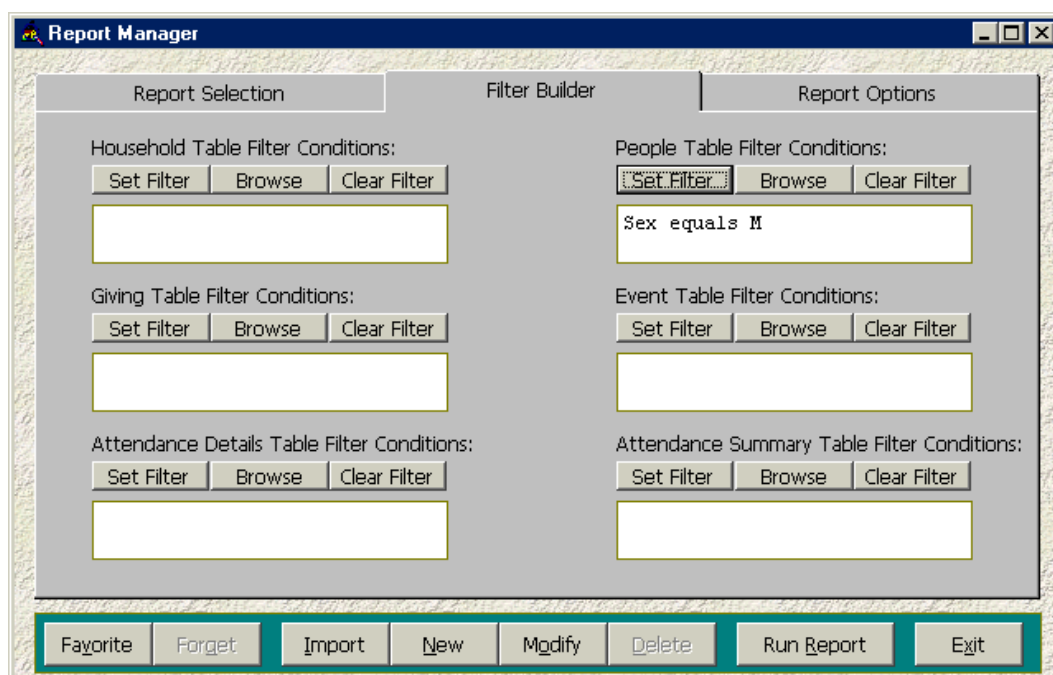 Report Manager
Report Selection Filter Builder Report Options
Household Table Filter Conditions: People Table Filter Conditions:
Set Filter Browse Clear Filter Set Filter Browse Clear Filter
Sex equals M
Giving Table Filter Conditions: Event Table Filter Conditions:
Set Filter Browse Clear Filter Set Filter Browse Clear Filter
Attendance Details Table Filter Conditions: Attendance Summary Table Filter Conditions:
Set Filter Browse Clear Filter Set Filter Browse Clear Filter
Favorite Forget Import New Modify Delete Run Report Exit